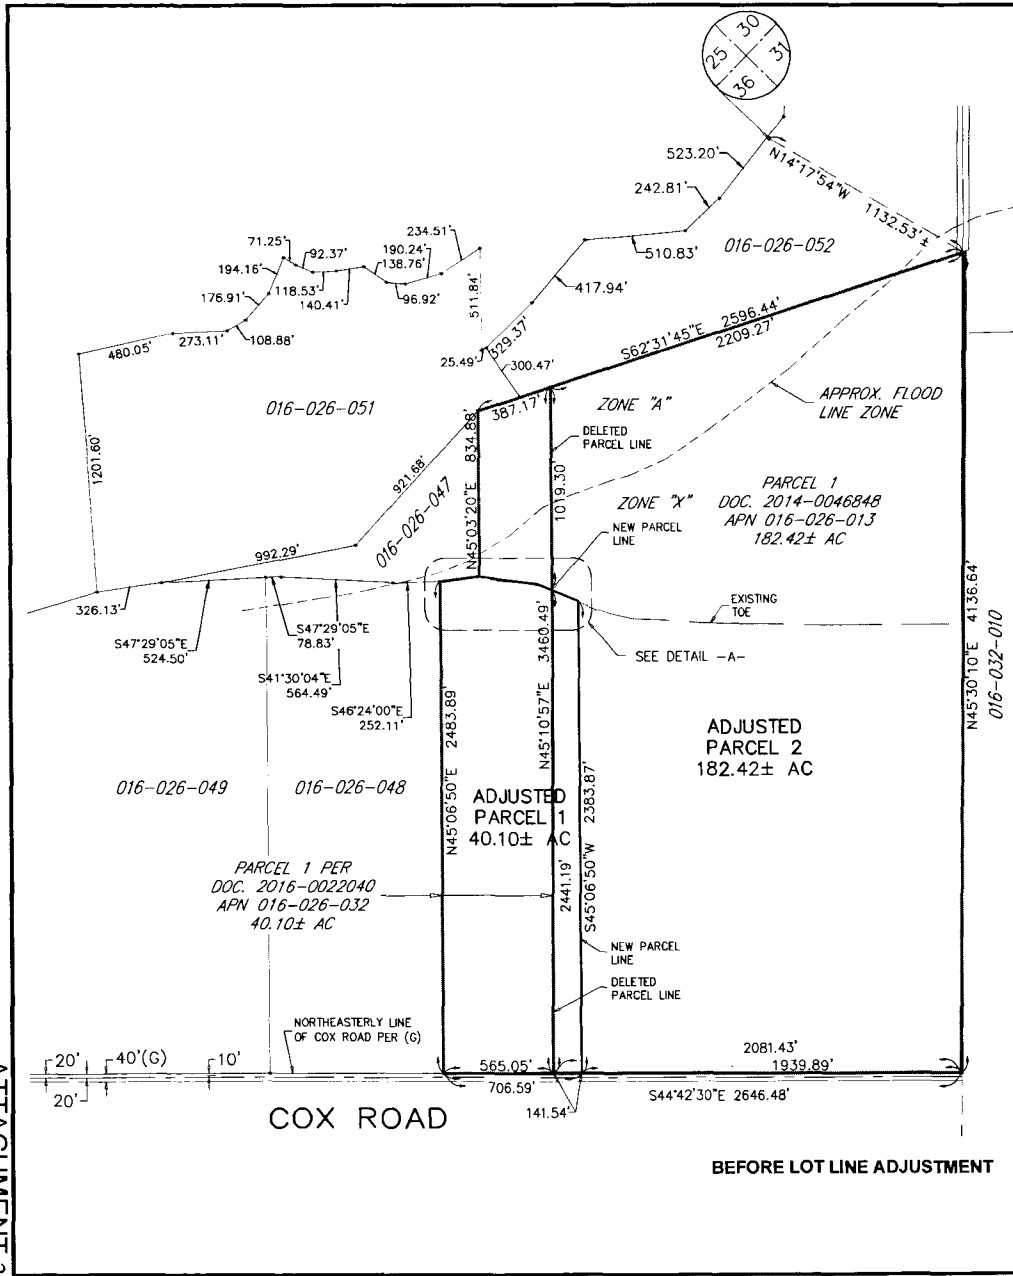 30
25
31
36
523.20'
N14°17'54"W 1132.53'±
242.81'
234.51'
016-026-052
71.25'
92.37'
190.24'
138.76'
510.83'
194.16'
118.53'
140.41'
96.92'
511.84'
417.94'
176.91'
273.11'
108.88'
480.05'
25.49'
329.37'
300.47'
S62°31'45"E 2596.44'
2209.27'
387.17'
016-026-051
ZONE "A"
APPROX. FLOOD
LINE ZONE
DELETED
PARCEL LINE
N45°03'20"E 834.88'
1201.60'
921.68'
016-026-047
1019.30'
ZONE "X"
PARCEL 1
DOC. 2014-0046848
APN 016-026-013
182.42± AC
NEW PARCEL
LINE
992.29'
326.13'
S47°29'05"E
524.50'
S47°29'05"E
78.83'
S41°30'04"E
564.49'
S46°24'00"E
252.11'
EXISTING
TOE
SEE DETAIL -A-
N45°10'57"E 3460.49'
N45°30'10"E 4136.64'
016-032-010
N45°06'50"E 2483.89'
ADJUSTED
PARCEL 2
182.42± AC
016-026-049
016-026-048
ADJUSTED
PARCEL 1
40.10± AC
S45°06'50"W 2383.87'
PARCEL 1 PER
DOC. 2016-0022040
APN 016-026-032
40.10± AC
2441.19'
NEW PARCEL
LINE
DELETED
PARCEL LINE
NORTHEASTERLY LINE
OF COX ROAD PER (G)
20'
40'(G)
10'
20'
565.05'
706.59'
141.54'
2081.43'
1939.89'
S44°42'30"E 2646.48'
COX ROAD
BEFORE LOT LINE ADJUSTMENT